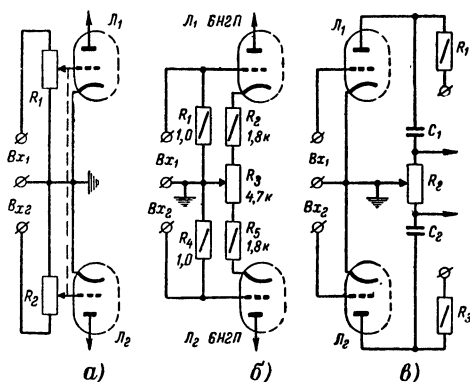 Л₁
R₁
Вх₁
Вх₂
R₂
Л₂
а)
Л₁ 6Н2П
R₁
1,0
R₂
1,8к
Вх₁
R₃
4,7к
Вх₂
R₄
1,0
R₅
1,8к
Л₂ 6Н2П
б)
Л₁
R₁
Вх₁
C₁
R₂
Вх₂
C₂
Л₂
R₃
в)